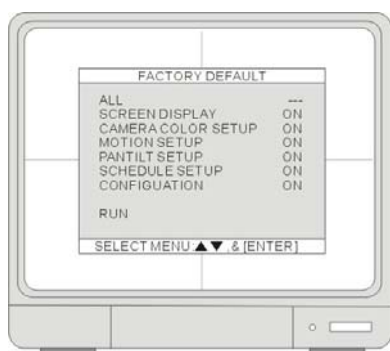 FACTORY DEFAULT
ALL ---
SCREEN DISPLAY ON
CAMERA COLOR SETUP ON
MOTION SETUP ON
PANTILT SETUP ON
SCHEDULE SETUP ON
CONFIGUATION ON
RUN
SELECT MENU:▲▼,& [ENTER]